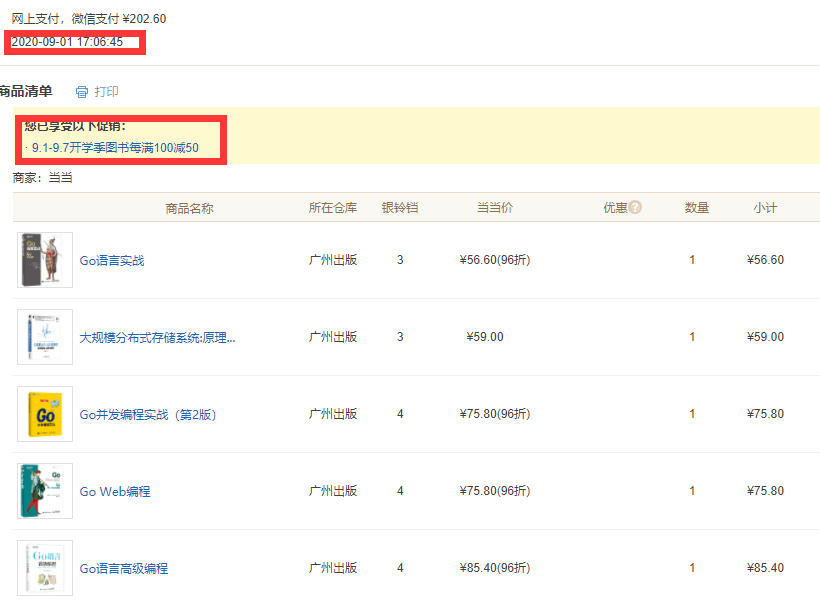 网上支付，微信支付 ¥202.60
2020-09-01 17:06:45
商品清单 打印
您已享受以下促销：
· 9.1-9.7开学季图书每满100减50
商家： 当当
商品名称 所在仓库 银铃铛 当当价 优惠? 数量 小计
Go语言实战 广州出版 3 ¥56.60(96折) 1 ¥56.60
大规模分布式存储系统:原理... 广州出版 3 ¥59.00 1 ¥59.00
Go
Go并发编程实战（第2版） 广州出版 4 ¥75.80(96折) 1 ¥75.80
Go
Go Web编程 广州出版 4 ¥75.80(96折) 1 ¥75.80
Go语言
Go语言高级编程 广州出版 4 ¥85.40(96折) 1 ¥85.40